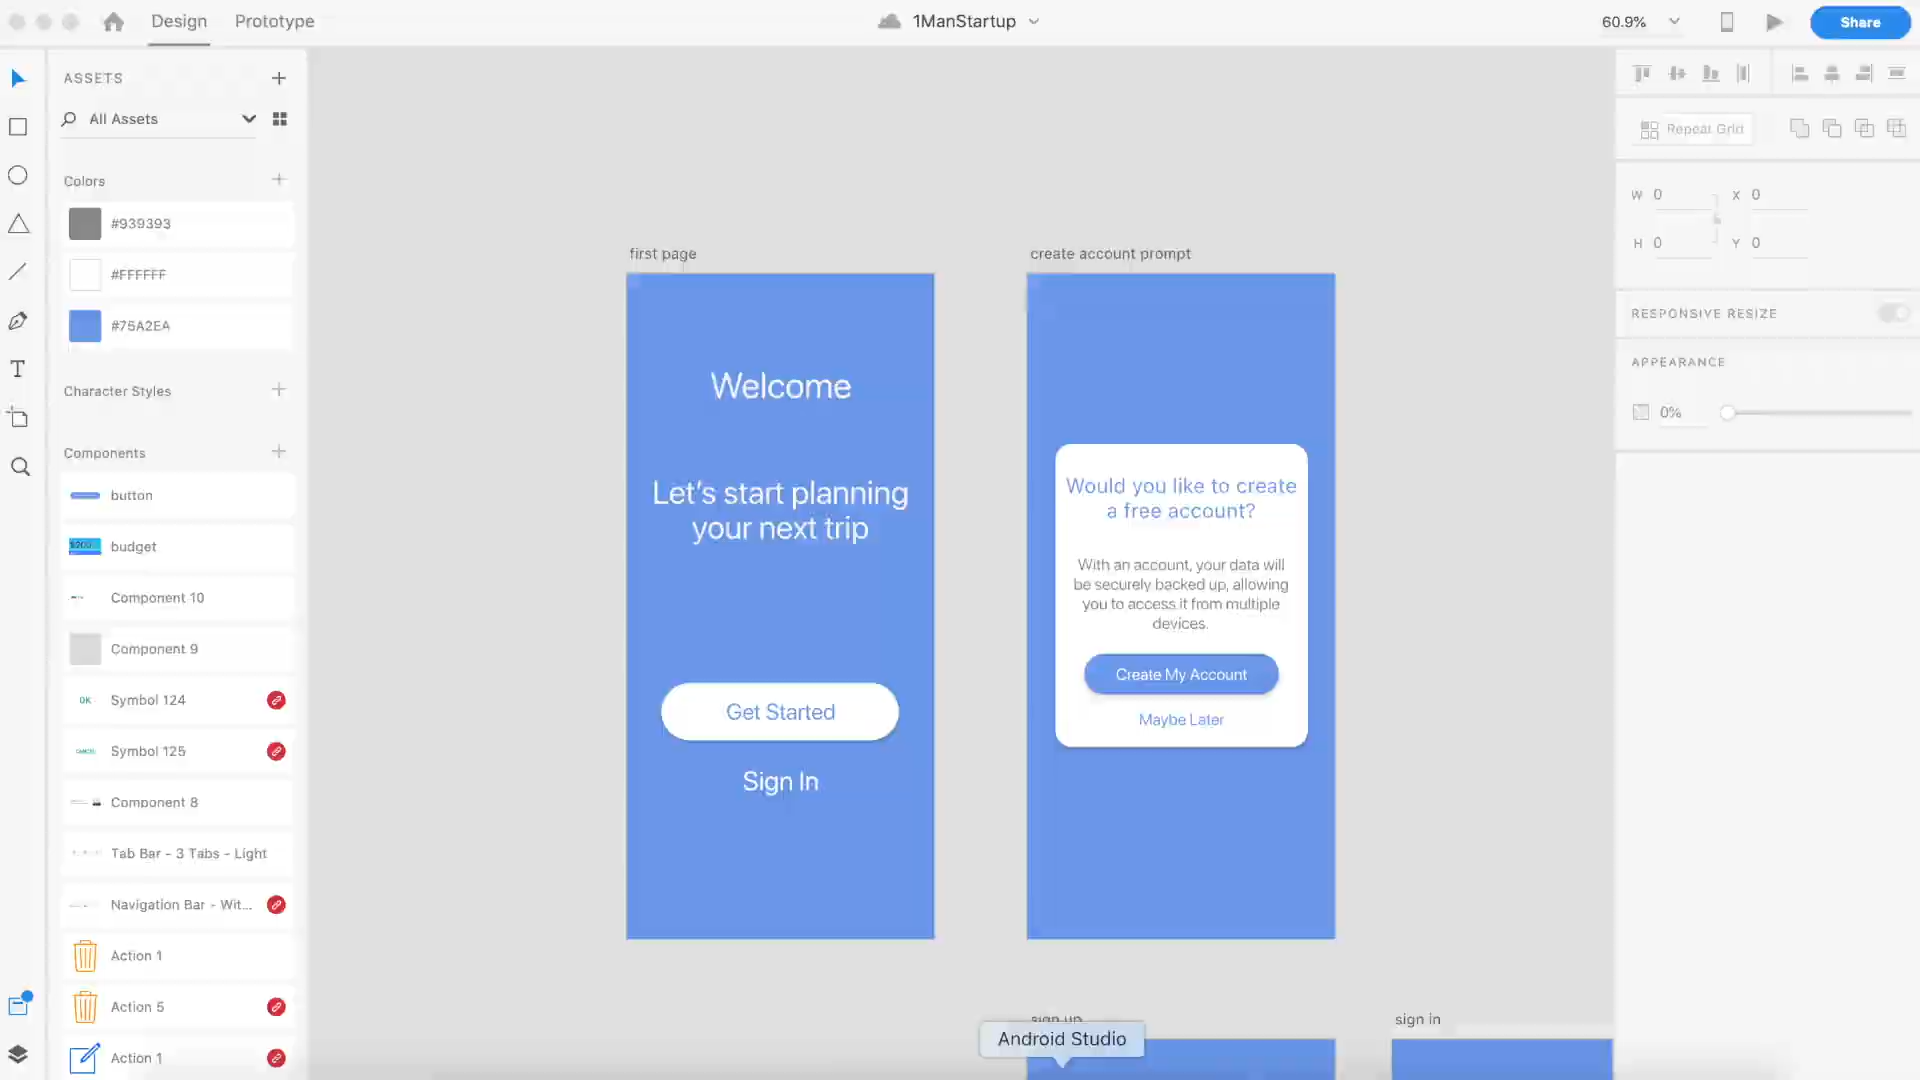 Design
Prototype
1ManStartup
60.9%
Share
ASSETS
All Assets
Colors
#939393
#FFFFFF
#75A2EA
Character Styles
Components
button
$200
budget
Component 10
Component 9
OK
Symbol 124
CANCEL
Symbol 125
Component 8
Tab Bar - 3 Tabs - Light
Navigation Bar - Wit...
Action 1
Action 5
Action 1
first page
Welcome
Let's start planning
your next trip
Get Started
Sign In
create account prompt
Would you like to create
a free account?
With an account, your data will
be securely backed up, allowing
you to access it from multiple
devices.
Create My Account
Maybe Later
sign up
sign in
Android Studio
Repeat Grid
W 0
X 0
H 0
Y 0
RESPONSIVE RESIZE
APPEARANCE
0%